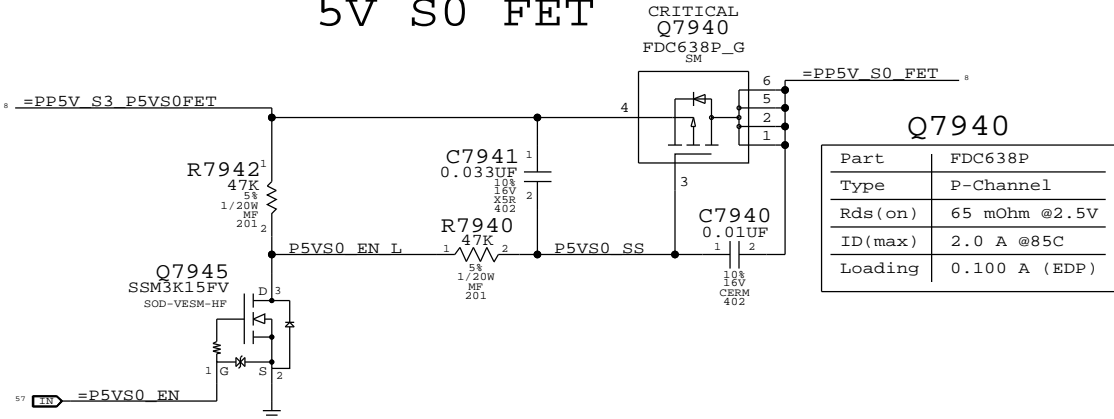 5V S0 FET
CRITICAL
Q7940
FDC638P_G
SM
8 =PP5V_S3_P5VS0FET
4
6
5
2
1
3
=PP5V_S0_FET 8
R7942
47K
5%
1/20W
MF
201
1
2
C7941
0.033UF
10%
16V
X5R
402
1
2
P5VS0_EN_L
R7940
47K
1 2
5%
1/20W
MF
201
P5VS0_SS
C7940
0.01UF
1 2
10%
16V
CERM
402
Q7945
SSM3K15FV
SOD-VESM-HF
D 3
1 G S 2
57 IN =P5VS0_EN
Q7940
Part FDC638P
Type P-Channel
Rds(on) 65 mOhm @2.5V
ID(max) 2.0 A @85C
Loading 0.100 A (EDP)